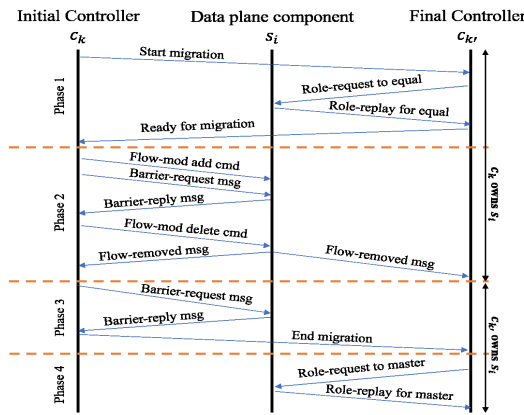 Initial Controller Data plane component Final Controller
c_k s_i c_k'
Start migration
Role-request to equal
Role-replay for equal
Ready for migration
Phase 1
Flow-mod add cmd
Barrier-request msg
Barrier-reply msg
Flow-mod delete cmd
Flow-removed msg
Flow-removed msg
Phase 2
c_k owns s_i
Barrier-request msg
Barrier-reply msg
End migration
Phase 3
Role-request to master
Role-replay for master
Phase 4
c_k' owns s_i